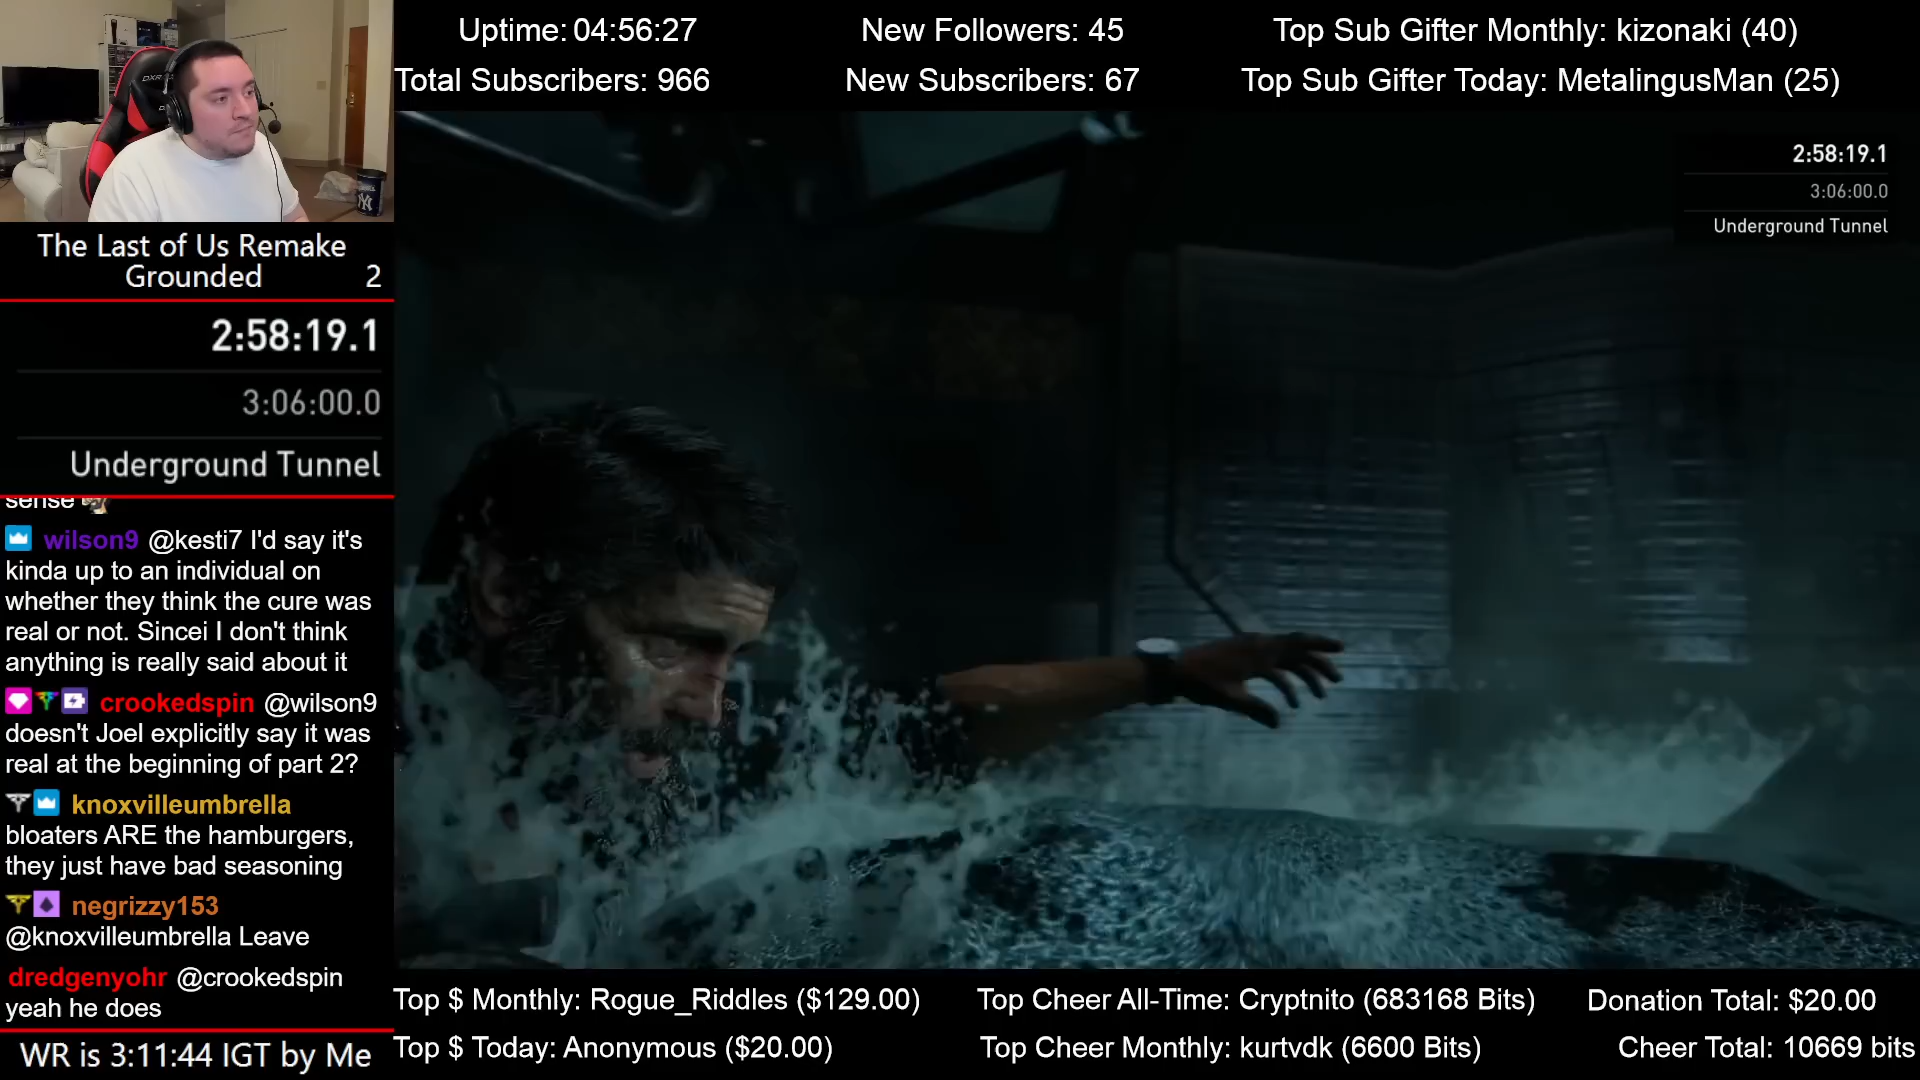 Uptime: 04:56:27
New Followers: 45
Top Sub Gifter Monthly: kizonaki (40)
Total Subscribers: 966
New Subscribers: 67
Top Sub Gifter Today: MetalingusMan (25)
2:58:19.1
3:06:00.0
Underground Tunnel
The Last of Us Remake
Grounded 2
2:58:19.1
3:06:00.0
Underground Tunnel
sense
wilson9 @kesti7 I'd say it's
kinda up to an individual on
whether they think the cure was
real or not. Sincei I don't think
anything is really said about it
crookedspin @wilson9
doesn't Joel explicitly say it was
real at the beginning of part 2?
knoxvilleumbrella
bloaters ARE the hamburgers,
they just have bad seasoning
negrizzy153
@knoxvilleumbrella Leave
dredgenyohr @crookedspin
yeah he does
WR is 3:11:44 IGT by Me
Top $ Monthly: Rogue_Riddles ($129.00)
Top Cheer All-Time: Cryptnito (683168 Bits)
Donation Total: $20.00
Top $ Today: Anonymous ($20.00)
Top Cheer Monthly: kurtvdk (6600 Bits)
Cheer Total: 10669 bits